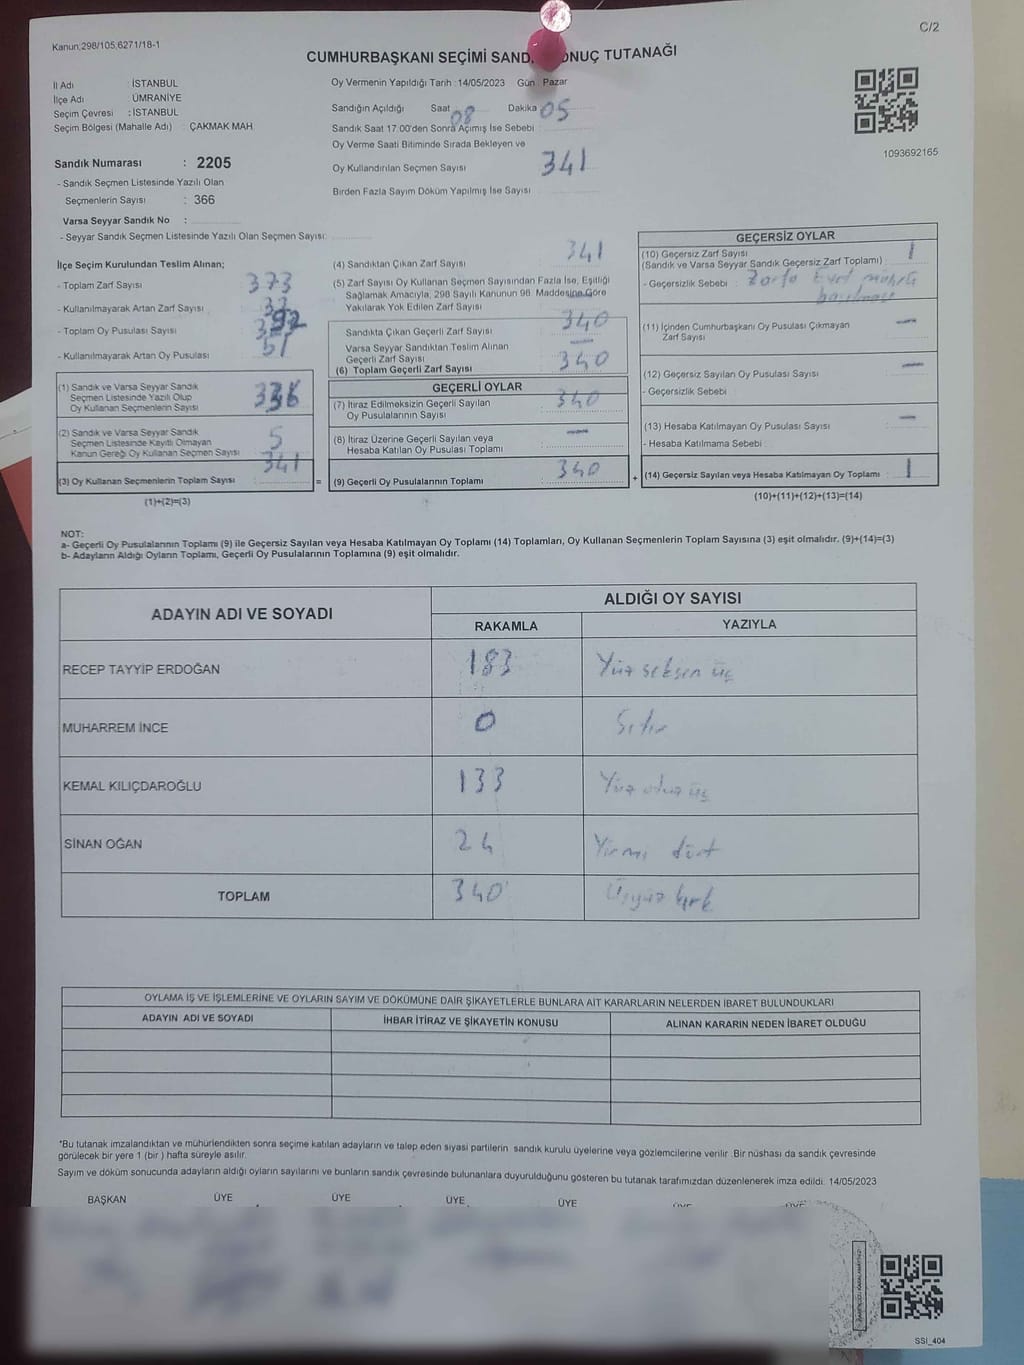 C/2
Kanun;298/105,6271/18-1
CUMHURBAŞKANI SEÇİMİ SAND ONUÇ TUTANAĞI
İl Adı : İSTANBUL
İlçe Adı : ÜMRANİYE
Seçim Çevresi : İSTANBUL
Seçim Bölgesi (Mahalle Adı) : ÇAKMAK MAH
Sandık Numarası : 2205
- Sandık Seçmen Listesinde Yazılı Olan
Seçmenlerin Sayısı : 366
Varsa Seyyar Sandık No :
- Seyyar Sandık Seçmen Listesinde Yazılı Olan Seçmen Sayısı:
Oy Vermenin Yapıldığı Tarih : 14/05/2023 Gün Pazar
Sandığın Açıldığı Saat 08 Dakika 05
Sandık Saat 17:00'den Sonra Açımış İse Sebebi :
Oy Verme Saati Bitiminde Sırada Bekleyen ve
Oy Kullandırılan Seçmen Sayısı : 341
Birden Fazla Sayım Döküm Yapılmış İse Sayısı :
1093692165
İlçe Seçim Kurulundan Teslim Alınan;
- Toplam Zarf Sayısı : 373
- Kullanılmayarak Artan Zarf Sayısı :
- Toplam Oy Pusulası Sayısı :
- Kullanılmayarak Artan Oy Pusulası : 51
(1) Sandık ve Varsa Seyyar Sandık
Seçmen Listesinde Yazılı Olup
Oy Kullanan Seçmenlerin Sayısı : 336
(2) Sandık ve Varsa Seyyar Sandık
Seçmen Listesinde Kayıtlı Olmayan
Kanun Gereği Oy Kullanan Seçmen Sayısı : 5
(3) Oy Kullanan Seçmenlerin Toplam Sayısı : 341
(1)+(2)=(3)
(4) Sandıktan Çıkan Zarf Sayısı : 341
(5) Zarf Sayısı Oy Kullanan Seçmen Sayısından Fazla İse, Eşitliği
Sağlamak Amacıyla; 298 Sayılı Kanunun 98. Maddesine Göre
Yakılarak Yok Edilen Zarf Sayısı : —
Sandıkta Çıkan Geçerli Zarf Sayısı : 340
Varsa Seyyar Sandıktan Teslim Alınan
Geçerli Zarf Sayısı : —
(6) Toplam Geçerli Zarf Sayısı : 340
GEÇERLİ OYLAR
(7) İtiraz Edilmeksizin Geçerli Sayılan
Oy Pusulalarının Sayısı : 340
(8) İtiraz Üzerine Geçerli Sayılan veya
Hesaba Katılan Oy Pusulası Toplamı : —
=
(9) Geçerli Oy Pusulalarının Toplamı : 340
+
GEÇERSİZ OYLAR
(10) Geçersiz Zarf Sayısı
(Sandık ve Varsa Seyyar Sandık Geçersiz Zarf Toplamı) : 1
- Geçersizlik Sebebi : Zarfa Evet mührü
basılması
(11) İçinden Cumhurbaşkanı Oy Pusulası Çıkmayan
Zarf Sayısı : —
(12) Geçersiz Sayılan Oy Pusulası Sayısı : —
- Geçersizlik Sebebi :
(13) Hesaba Katılmayan Oy Pusulası Sayısı : —
- Hesaba Katılmama Sebebi :
(14) Geçersiz Sayılan veya Hesaba Katılmayan Oy Toplamı : 1
(10)+(11)+(12)+(13)=(14)
NOT:
a- Geçerli Oy Pusulalarının Toplamı (9) ile Geçersiz Sayılan veya Hesaba Katılmayan Oy Toplamı (14) Toplamları, Oy Kullanan Seçmenlerin Toplam Sayısına (3) eşit olmalıdır. (9)+(14)=(3)
b- Adayların Aldığı Oyların Toplamı, Geçerli Oy Pusulalarının Toplamına (9) eşit olmalıdır.
ADAYIN ADI VE SOYADI
ALDIĞI OY SAYISI
RAKAMLA YAZIYLA
RECEP TAYYİP ERDOĞAN 183 Yüz seksen üç
MUHARREM İNCE 0 Sıfır
KEMAL KILIÇDAROĞLU 133 Yüz otuz üç
SİNAN OĞAN 24 Yirmi dört
TOPLAM 340 Üçyüz kırk
OYLAMA İŞ VE İŞLEMLERİNE VE OYLARIN SAYIM VE DÖKÜMÜNE DAİR ŞİKAYETLERLE BUNLARA AİT KARARLARIN NELERDEN İBARET BULUNDUKLARI
ADAYIN ADI VE SOYADI İHBAR İTİRAZ VE ŞİKAYETİN KONUSU ALINAN KARARIN NEDEN İBARET OLDUĞU
*Bu tutanak imzalandıktan ve mühürlendikten sonra seçime katılan adayların ve talep eden siyasi partilerin sandık kurulu üyelerine veya gözlemcilerine verilir .Bir nüshası da sandık çevresinde
görülecek bir yere 1 (bir ) hafta süreyle asılır.
Sayım ve döküm sonucunda adayların aldığı oyların sayılarını ve bunların sandık çevresinde bulunanlara duyurulduğunu gösteren bu tutanak tarafımızdan düzenlenerek imza edildi. 14/05/2023
BAŞKAN ÜYE ÜYE ÜYE ÜYE ÜYE ÜYE
SSI_404